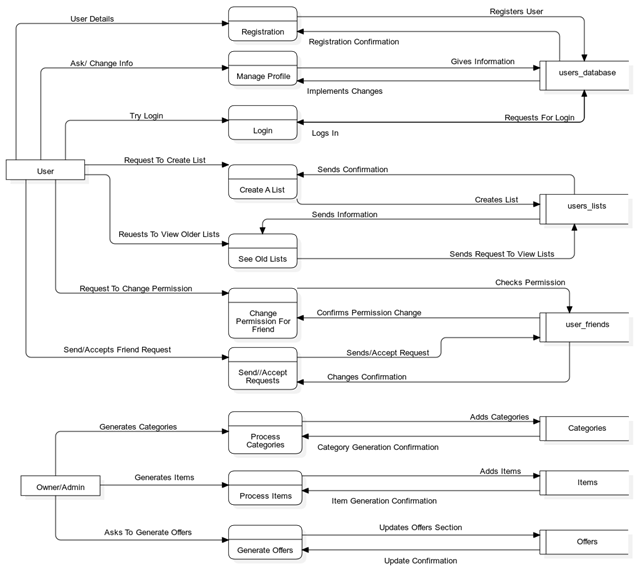 User Details
Registers User
Registration
Registration Confirmation
Ask/ Change Info
Gives Information
Manage Profile
users_database
Implements Changes
Try Login
Requests For Login
Login
Logs In
Request To Create List
Sends Confirmation
User
Create A List
Creates List
users_lists
Sends Information
Reuests To View Older Lists
See Old Lists
Sends Request To View Lists
Request To Change Permission
Checks Permission
Change
Permission For
Friend
Confirms Permission Change
user_friends
Send/Accepts Friend Request
Sends/Accept Request
Send//Accept
Requests
Changes Confirmation
Generates Categories
Adds Categories
Process
Categories
Categories
Category Generation Confirmation
Generates Items
Adds Items
Owner/Admin
Process Items
Items
Item Generation Confirmation
Asks To Generate Offers
Updates Offers Section
Generate Offers
Offers
Update Confirmation